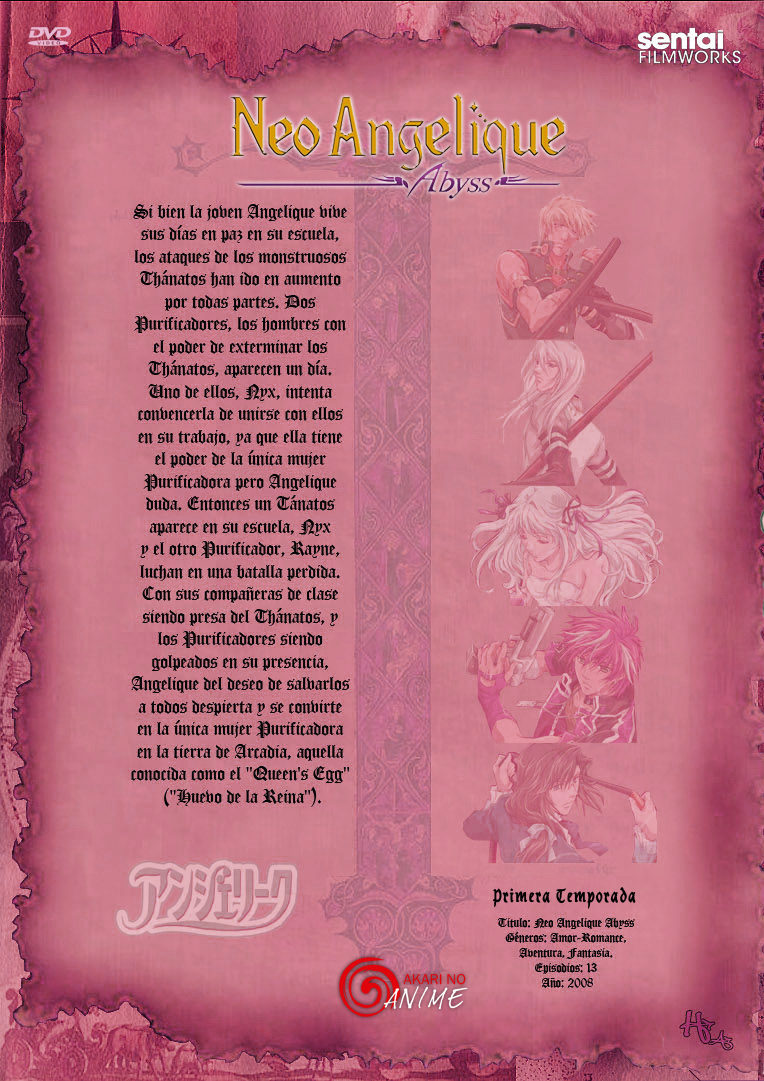 DVD
VIDEO
sentai
FILMWORKS
Neo Angelique
Abyss
Si bien la joven Angelique vive
sus días en paz en su escuela,
los ataques de los monstruosos
Thánatos han ido en aumento
por todas partes. Dos
Purificadores, los hombres con
el poder de exterminar los
Thánatos, aparecen un día.
Uno de ellos, Nyx, intenta
convencerla de unirse con ellos
en su trabajo, ya que ella tiene
el poder de la única mujer
Purificadora pero Angelique
duda. Entonces un Tánatos
aparece en su escuela, Nyx
y el otro Purificador, Rayne,
luchan en una batalla perdida.
Con sus compañeras de clase
siendo presa del Thánatos, y
los Purificadores siendo
golpeados en su presencia,
Angelique del deseo de salvarlos
a todos despierta y se convirte
en la única mujer Purificadora
en la tierra de Arcadia, aquella
conocida como el "Queen's Egg"
("Huevo de la Reina").
アンジェリーク
Primera Temporada
Titulo: Neo Angelique Abyss
Géneros: Amor-Romance,
Aventura, Fantasía.
Episodios: 13
Año: 2008
AKARI NO
ANIME